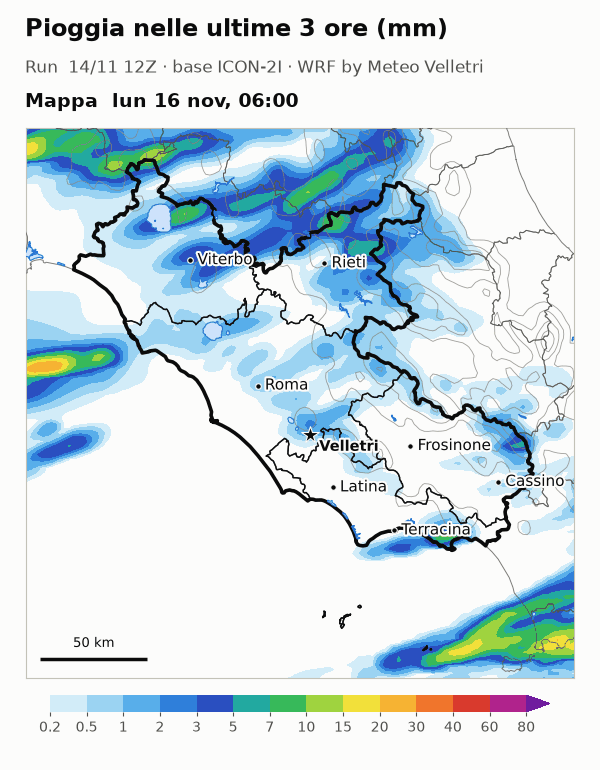 Pioggia nelle ultime 3 ore (mm)
Run  14/11 12Z · base ICON-2I · WRF by Meteo Velletri
Mappa  lun 16 nov, 06:00
Viterbo
Rieti
Roma
Velletri
Frosinone
Cassino
Latina
Terracina
50 km
0.2 0.5 1 2 3 5 7 10 15 20 30 40 60 80